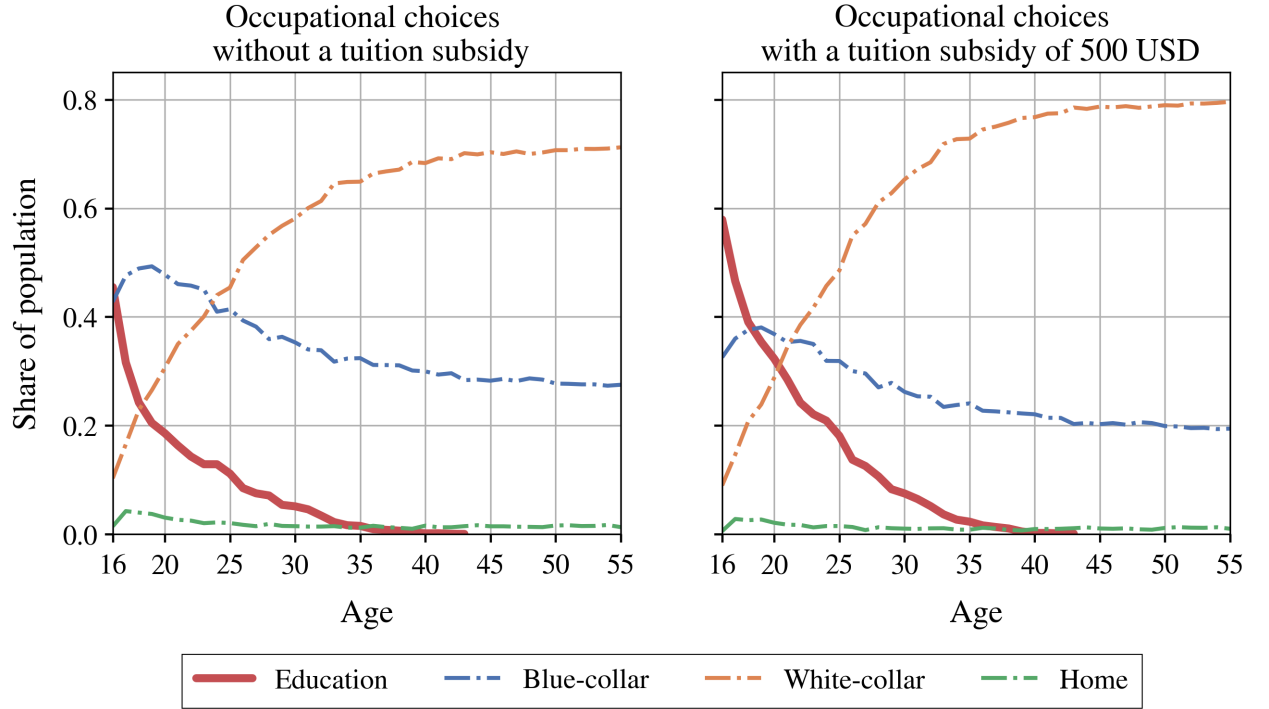 Occupational choices
without a tuition subsidy
Occupational choices
with a tuition subsidy of 500 USD
Share of population
0.8
0.6
0.4
0.2
0.0
16 20 25 30 35 40 45 50 55
16 20 25 30 35 40 45 50 55
Age
Age
Education Blue-collar White-collar Home